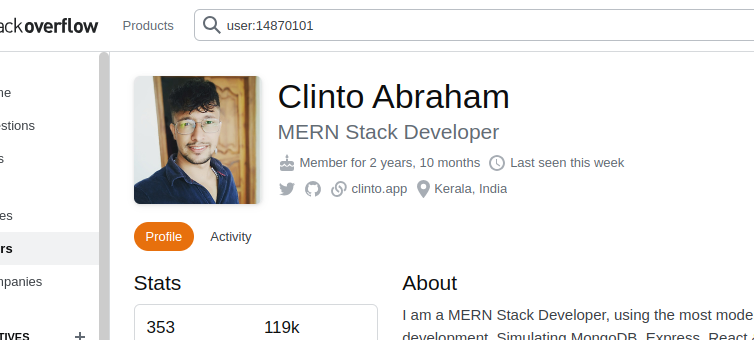 ackoverflow
Products
user:14870101
me
estions
s
es
rs
mpanies
TIVES +
Clinto Abraham
MERN Stack Developer
Member for 2 years, 10 months Last seen this week
clinto.app Kerala, India
Profile Activity
Stats
353 119k
About
I am a MERN Stack Developer, using the most mode
development. Simulating MongoDB, Express, React